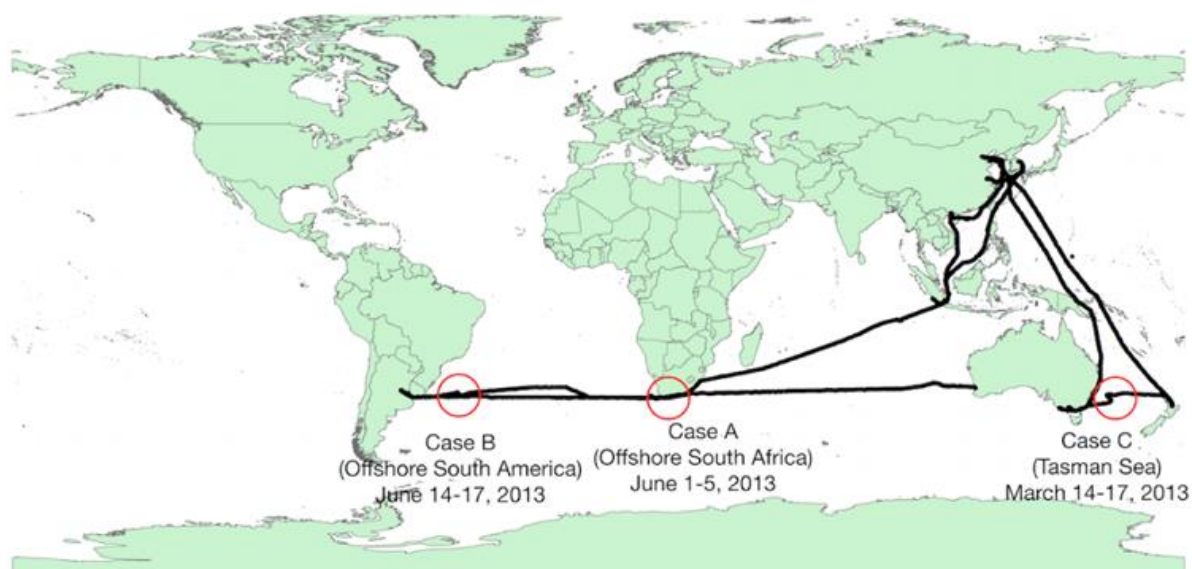 Case B
(Offshore South America)
June 14-17, 2013
Case A
(Offshore South Africa)
June 1-5, 2013
Case C
(Tasman Sea)
March 14-17, 2013